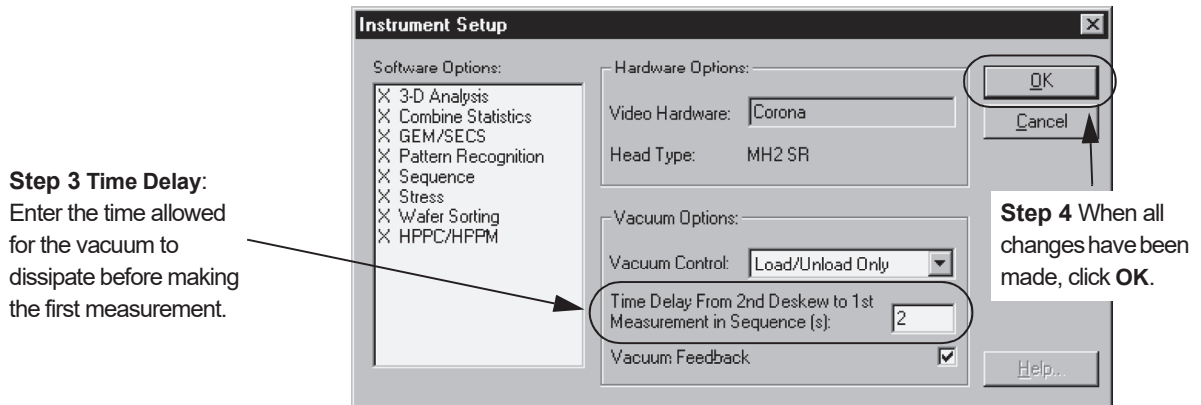 Instrument Setup
Software Options:
X 3-D Analysis
X Combine Statistics
X GEM/SECS
X Pattern Recognition
X Sequence
X Stress
X Wafer Sorting
X HPPC/HPPM
Hardware Options:
Video Hardware: Corona
Head Type: MH2 SR
Vacuum Options:
Vacuum Control: Load/Unload Only
Time Delay From 2nd Deskew to 1st
Measurement in Sequence (s): 2
Vacuum Feedback
OK
Cancel
Help...
Step 3 Time Delay:
Enter the time allowed
for the vacuum to
dissipate before making
the first measurement.
Step 4 When all
changes have been
made, click OK.